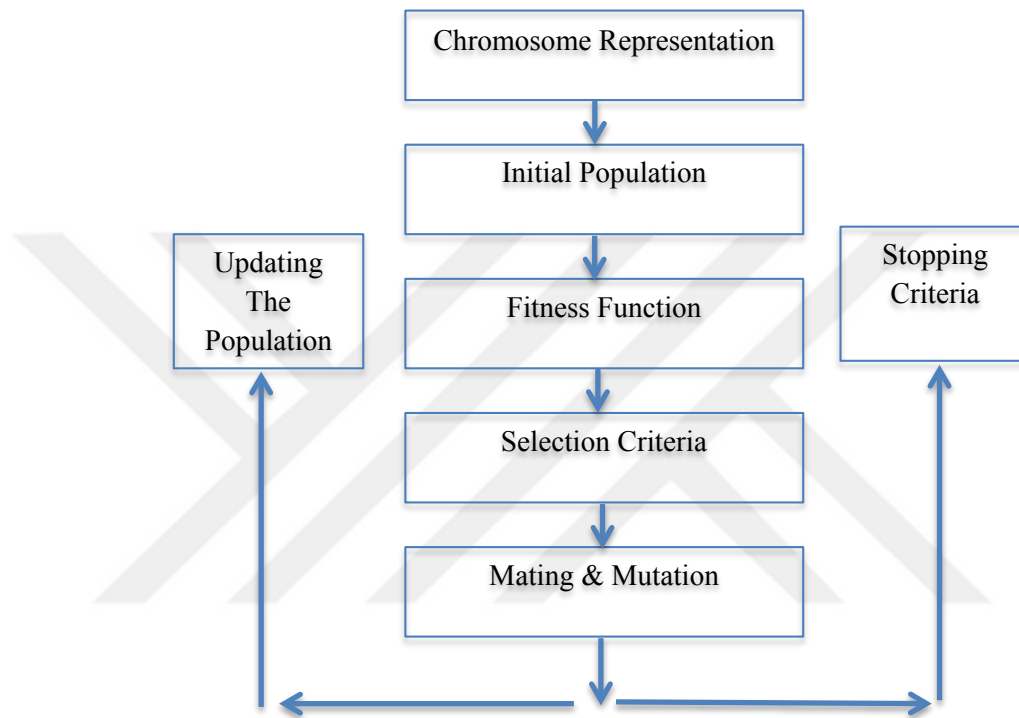 Chromosome Representation
Initial Population
Updating
The
Population
Stopping
Criteria
Fitness Function
Selection Criteria
Mating & Mutation